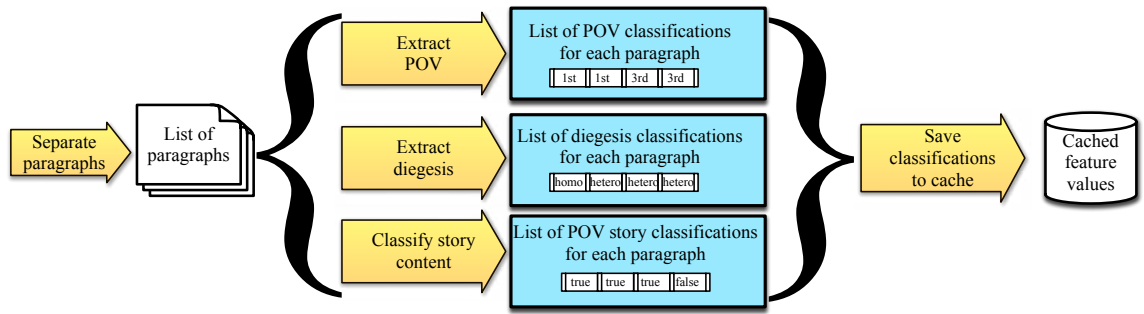 Separate
paragraphs
List of
paragraphs
Extract
POV
List of POV classifications
for each paragraph
1st 1st 3rd 3rd
Extract
diegesis
List of diegesis classifications
for each paragraph
homo hetero hetero hetero
Classify story
content
List of POV story classifications
for each paragraph
true true true false
Save
classifications
to cache
Cached
feature
values